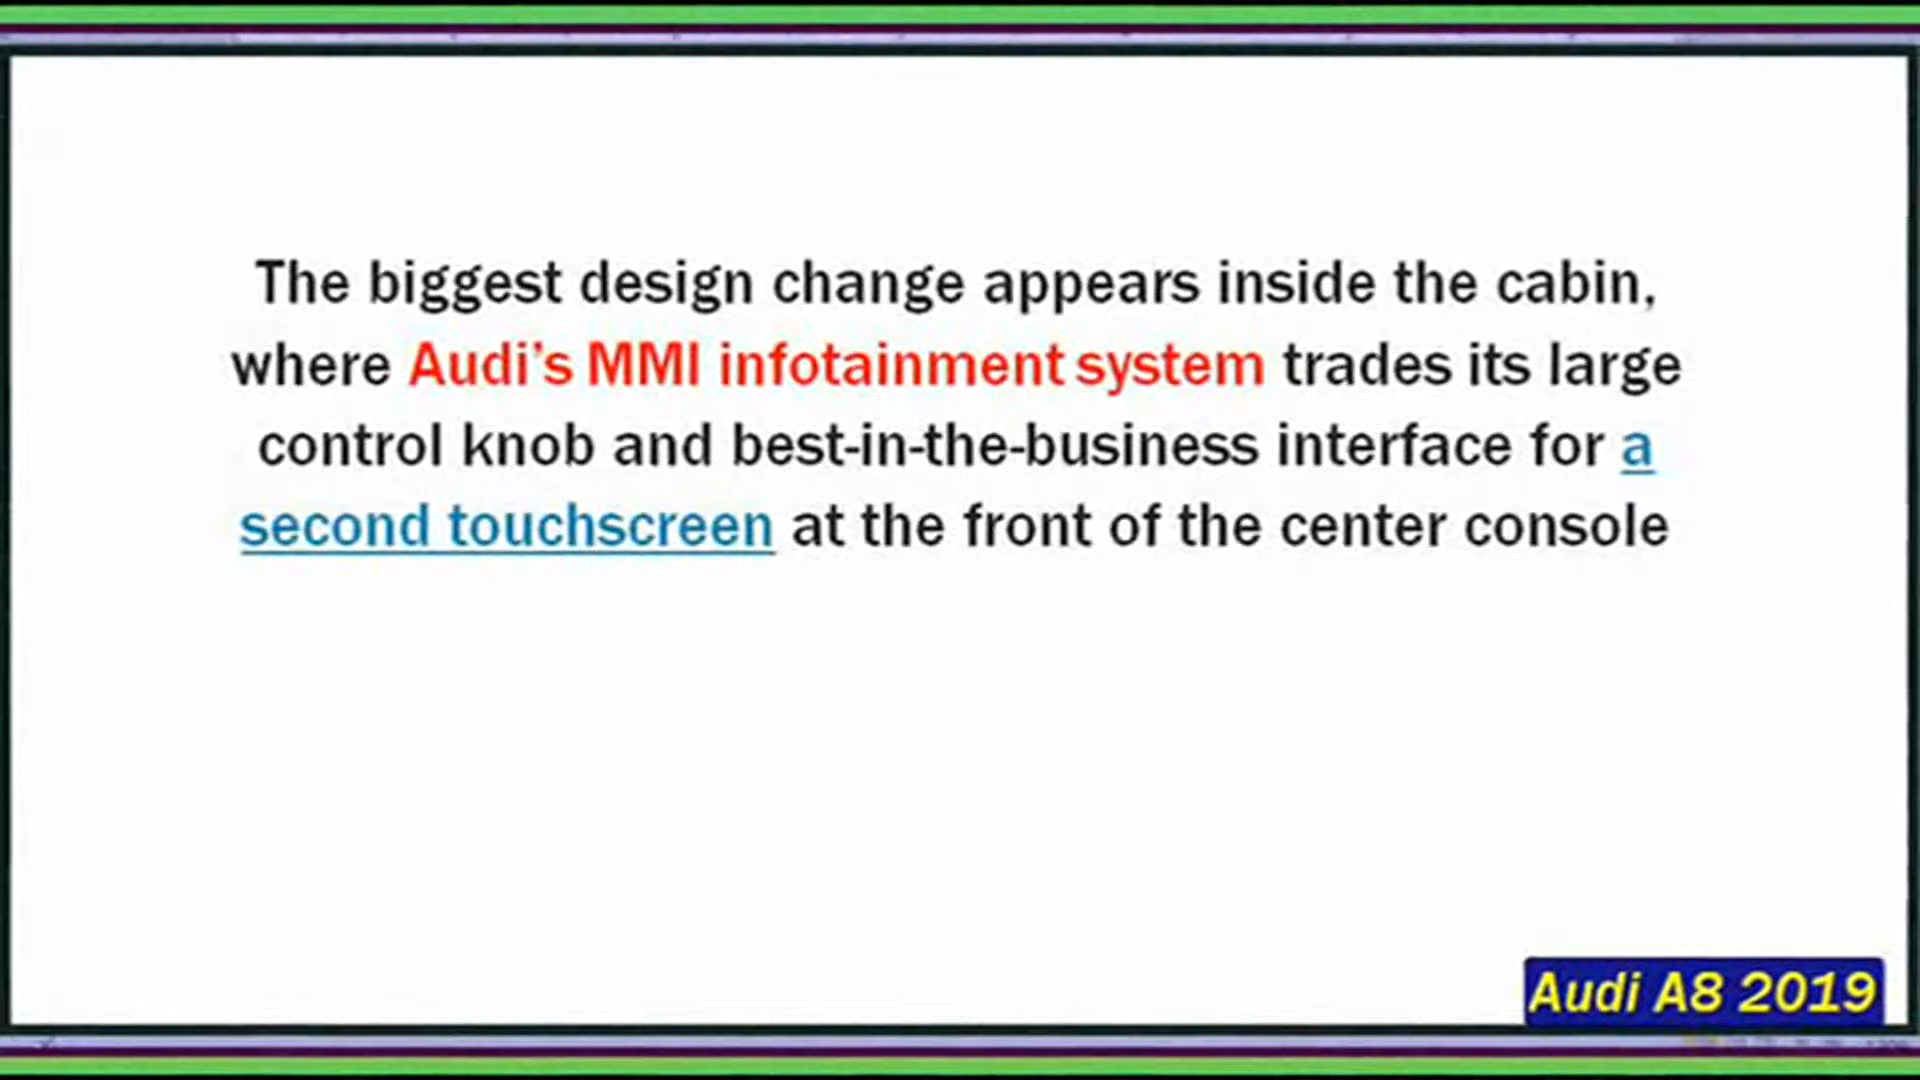 The biggest design change appears inside the cabin,
where Audi’s MMI infotainment system trades its large
control knob and best-in-the-business interface for a
second touchscreen at the front of the center console
Audi A8 2019